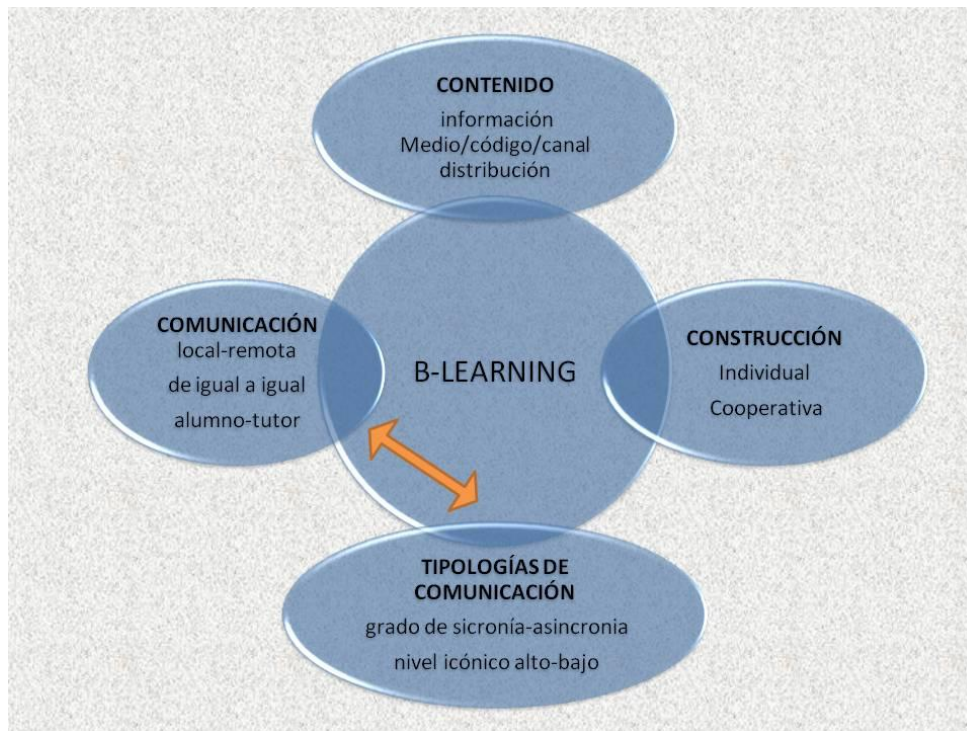 CONTENIDO
información
Medio/código/canal
distribución
COMUNICACIÓN
local-remota
de igual a igual
alumno-tutor
B-LEARNING
CONSTRUCCIÓN
Individual
Cooperativa
TIPOLOGÍAS DE
COMUNICACIÓN
grado de sicronía-asincronia
nivel icónico alto-bajo